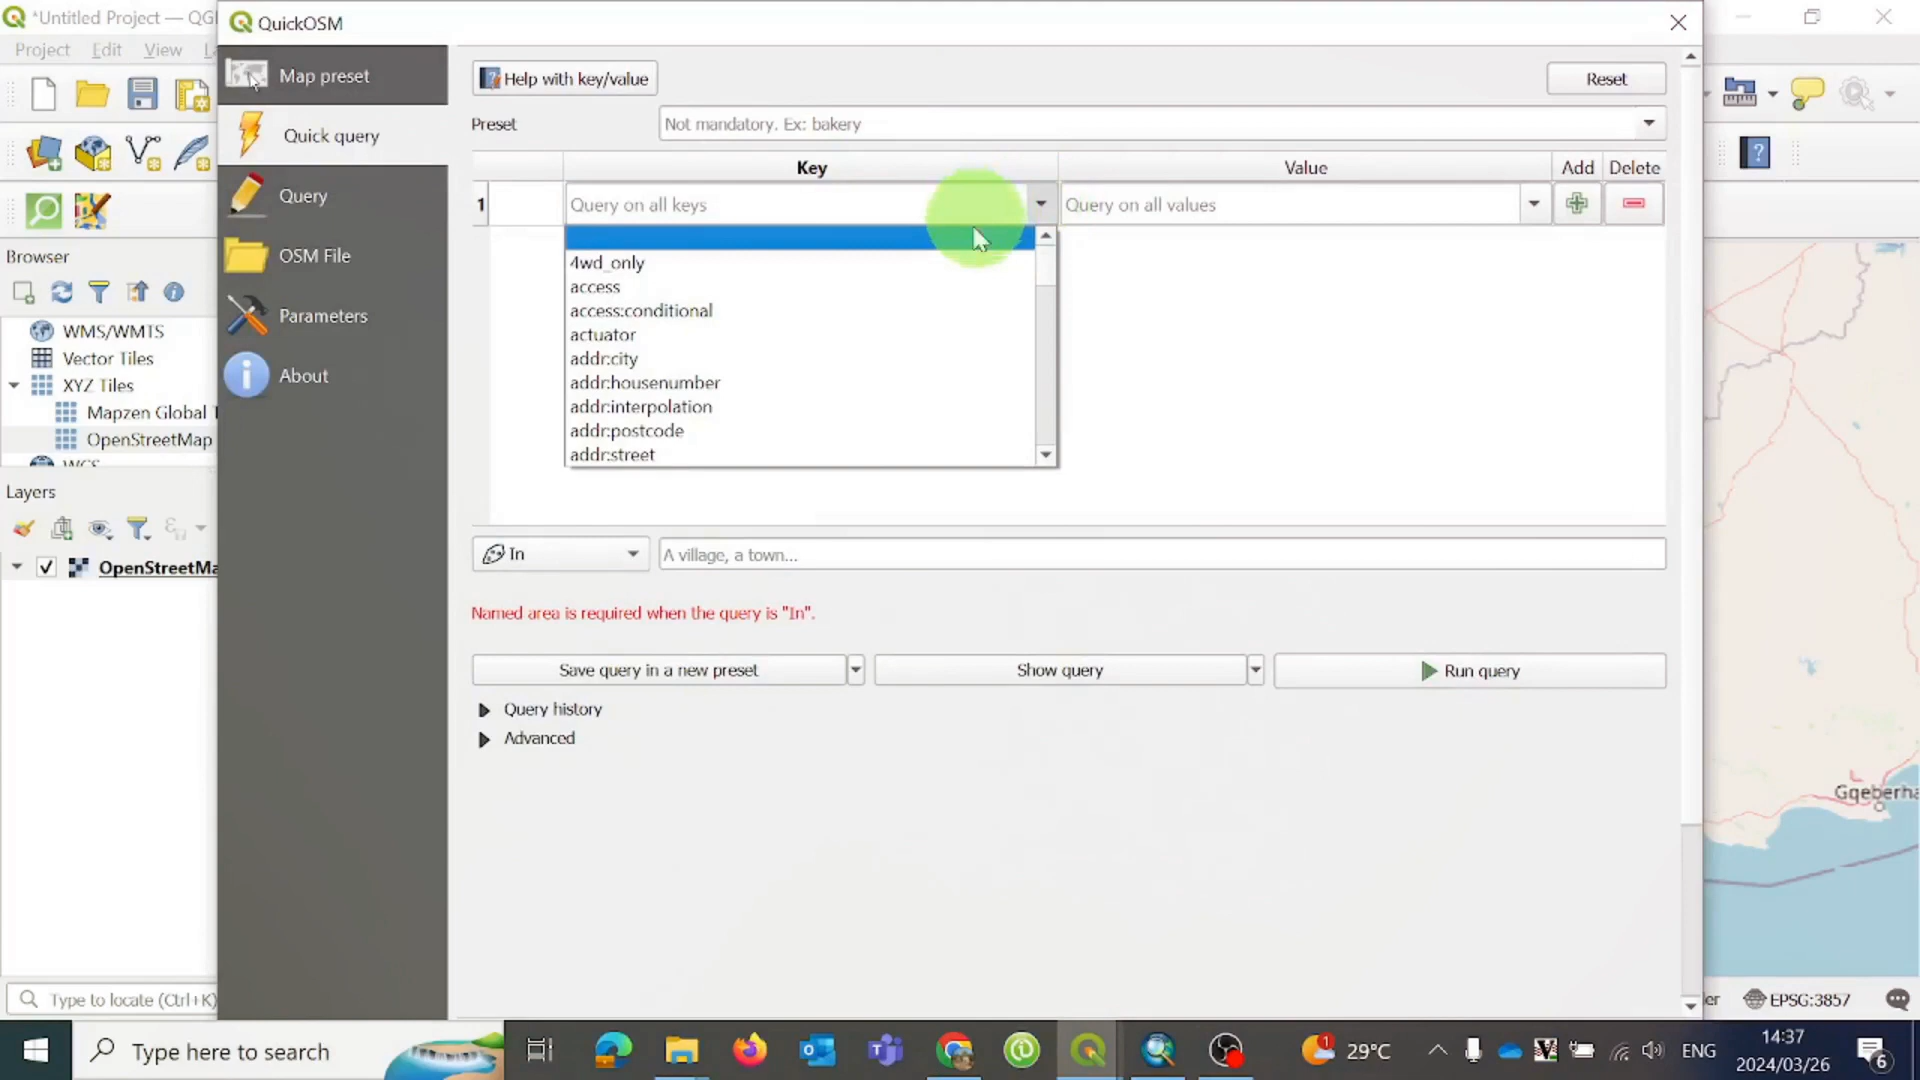 *Untitled Project — QG
QuickOSM
Project Edit View
Map preset
Help with key/value
Reset
Preset
Not mandatory. Ex: bakery
Quick query
Key
Value
Add
Delete
Query
1
Query on all keys
Query on all values
4wd_only
access
access:conditional
actuator
addr:city
addr:housenumber
addr:interpolation
addr:postcode
addr:street
OSM File
Parameters
About
Browser
WMS/WMTS
Vector Tiles
XYZ Tiles
Mapzen Global T
OpenStreetMap
WCS
Layers
OpenStreetMa
In
A village, a town...
Named area is required when the query is "In".
Save query in a new preset
Show query
Run query
Query history
Advanced
Gqeberha
Type to locate (Ctrl+K)
er
EPSG:3857
Type here to search
1
29°C
ENG
14:37
2024/03/26
6